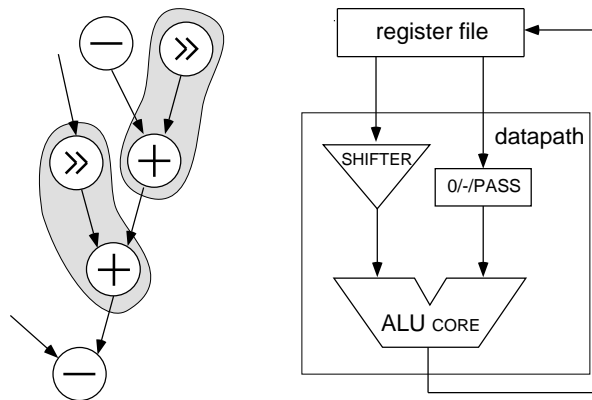 − >>
>> +
+
−
register file
datapath
SHIFTER
0/-/PASS
ALU CORE